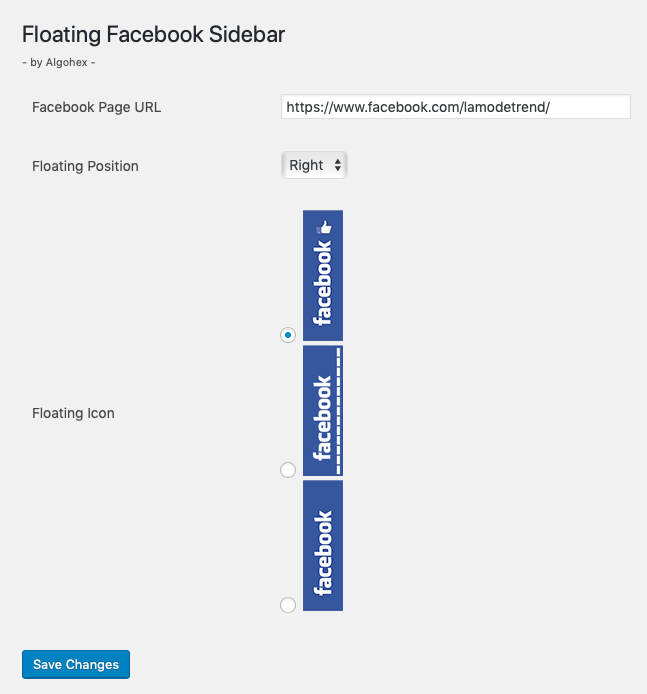 Floating Facebook Sidebar
- by Algohex -
Facebook Page URL
https://www.facebook.com/lamodetrend/
Floating Position
Right
Floating Icon
facebook
facebook
facebook
Save Changes